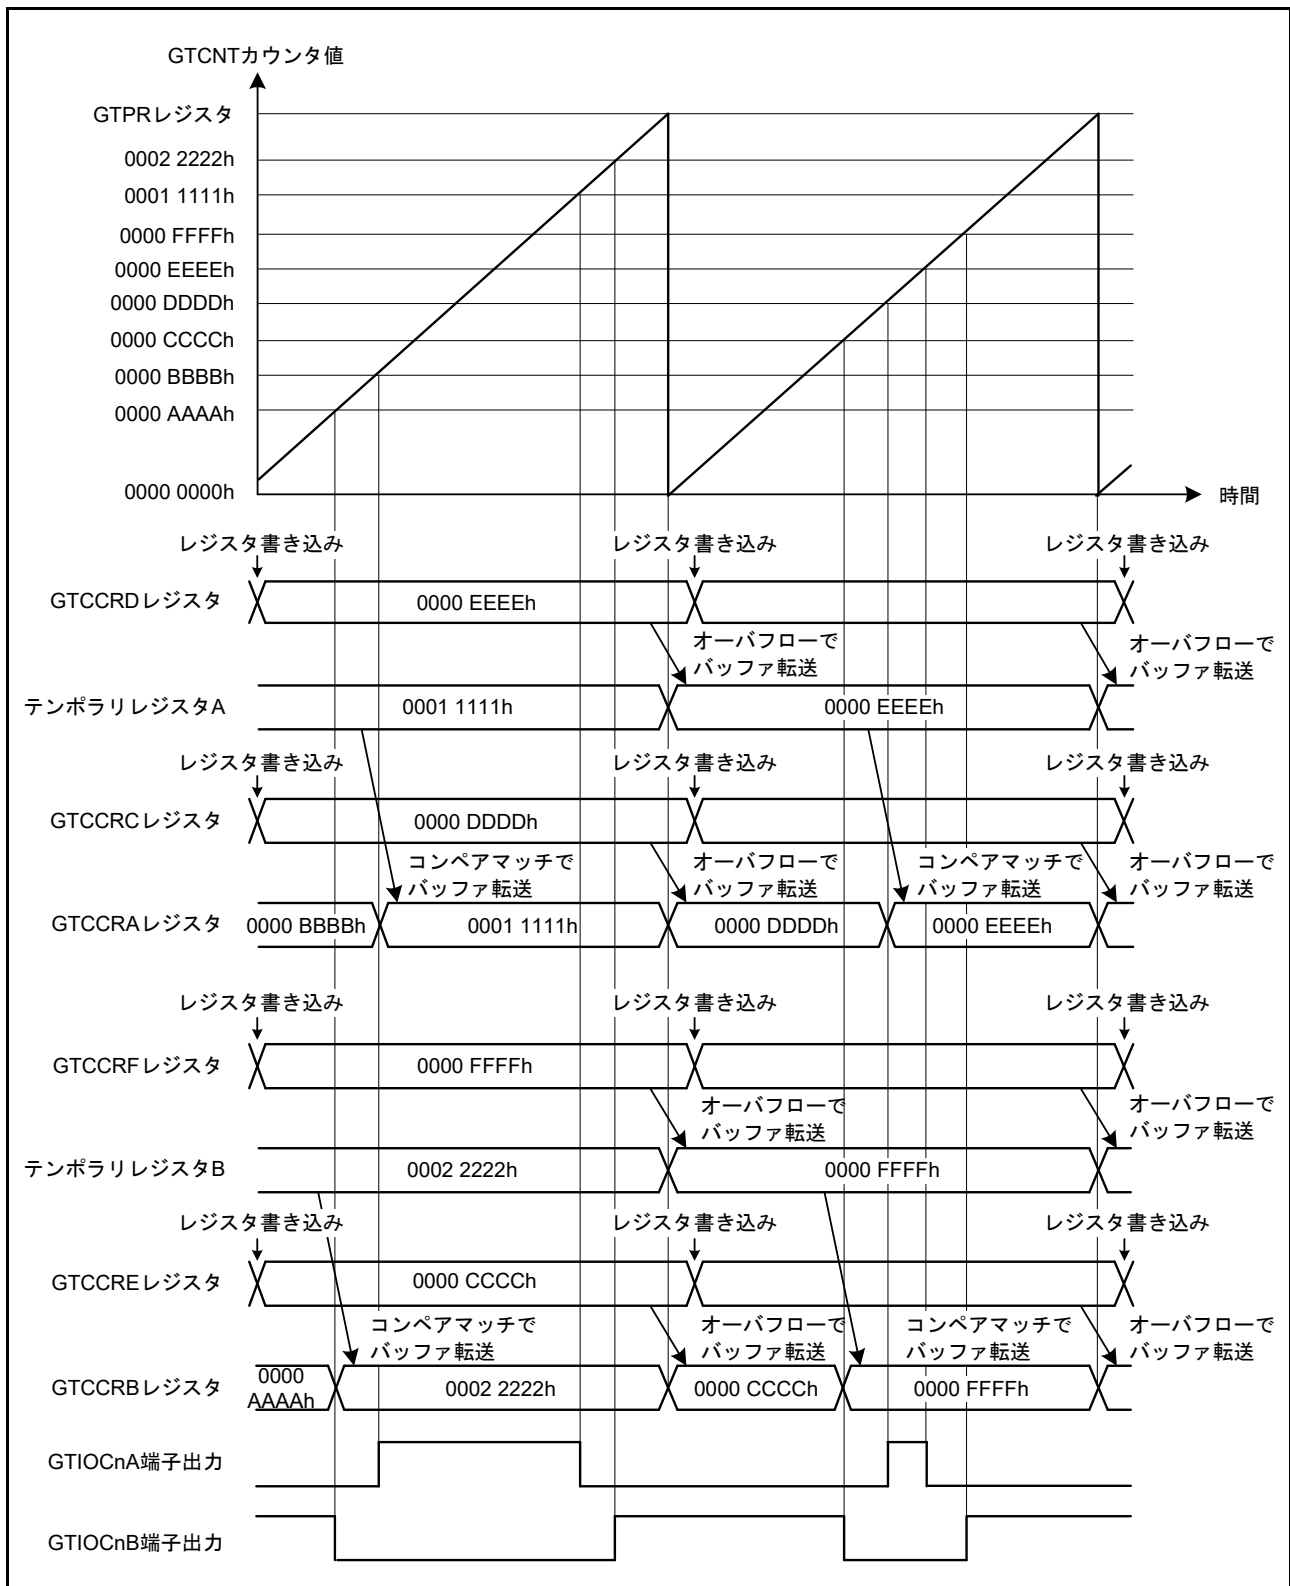 GTCNTカウンタ値
GTPRレジスタ
0002 2222h
0001 1111h
0000 FFFFh
0000 EEEEh
0000 DDDDh
0000 CCCCh
0000 BBBBh
0000 AAAAh
0000 0000h
時間
レジスタ書き込み レジスタ書き込み レジスタ書き込み
GTCCRDレジスタ 0000 EEEEh
オーバフローで オーバフローで
バッファ転送 バッファ転送
テンポラリレジスタA 0001 1111h 0000 EEEEh
レジスタ書き込み レジスタ書き込み レジスタ書き込み
GTCCRCレジスタ 0000 DDDDh
コンペアマッチで オーバフローで コンペアマッチで オーバフローで
バッファ転送 バッファ転送 バッファ転送 バッファ転送
GTCCRAレジスタ 0000 BBBBh 0001 1111h 0000 DDDDh 0000 EEEEh
レジスタ書き込み レジスタ書き込み レジスタ書き込み
GTCCRFレジスタ 0000 FFFFh
オーバフローで オーバフローで
バッファ転送 バッファ転送
テンポラリレジスタB 0002 2222h 0000 FFFFh
レジスタ書き込み レジスタ書き込み レジスタ書き込み
GTCCREレジスタ 0000 CCCCh
コンペアマッチで オーバフローで コンペアマッチで オーバフローで
バッファ転送 バッファ転送 バッファ転送 バッファ転送
GTCCRBレジスタ 0000 AAAAh 0002 2222h 0000 CCCCh 0000 FFFFh
GTIOCnA端子出力
GTIOCnB端子出力